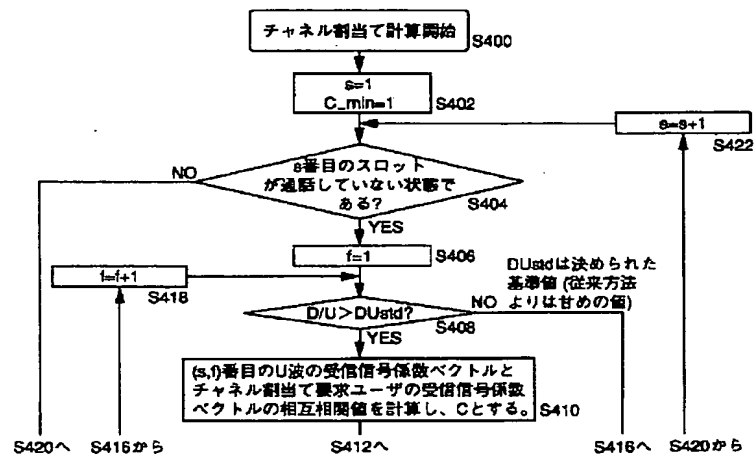 チャネル割当て計算開始
S400
s=1
C_min=1
S402
s=s+1
S422
s番目のスロット
が通話していない状態で
ある?
NO
S404
YES
f=1
S406
f=f+1
S418
DUstdは決められた
基準値 (従来方法
よりは甘めの値)
D/U>DUstd?
NO
S408
YES
(s,f)番目のU波の受信信号係数ベクトルと
チャネル割当て要求ユーザの受信信号係数
ベクトルの相互相関値を計算し、Cとする。
S410
S420へ
S416から
S412へ
S416へ
S420から